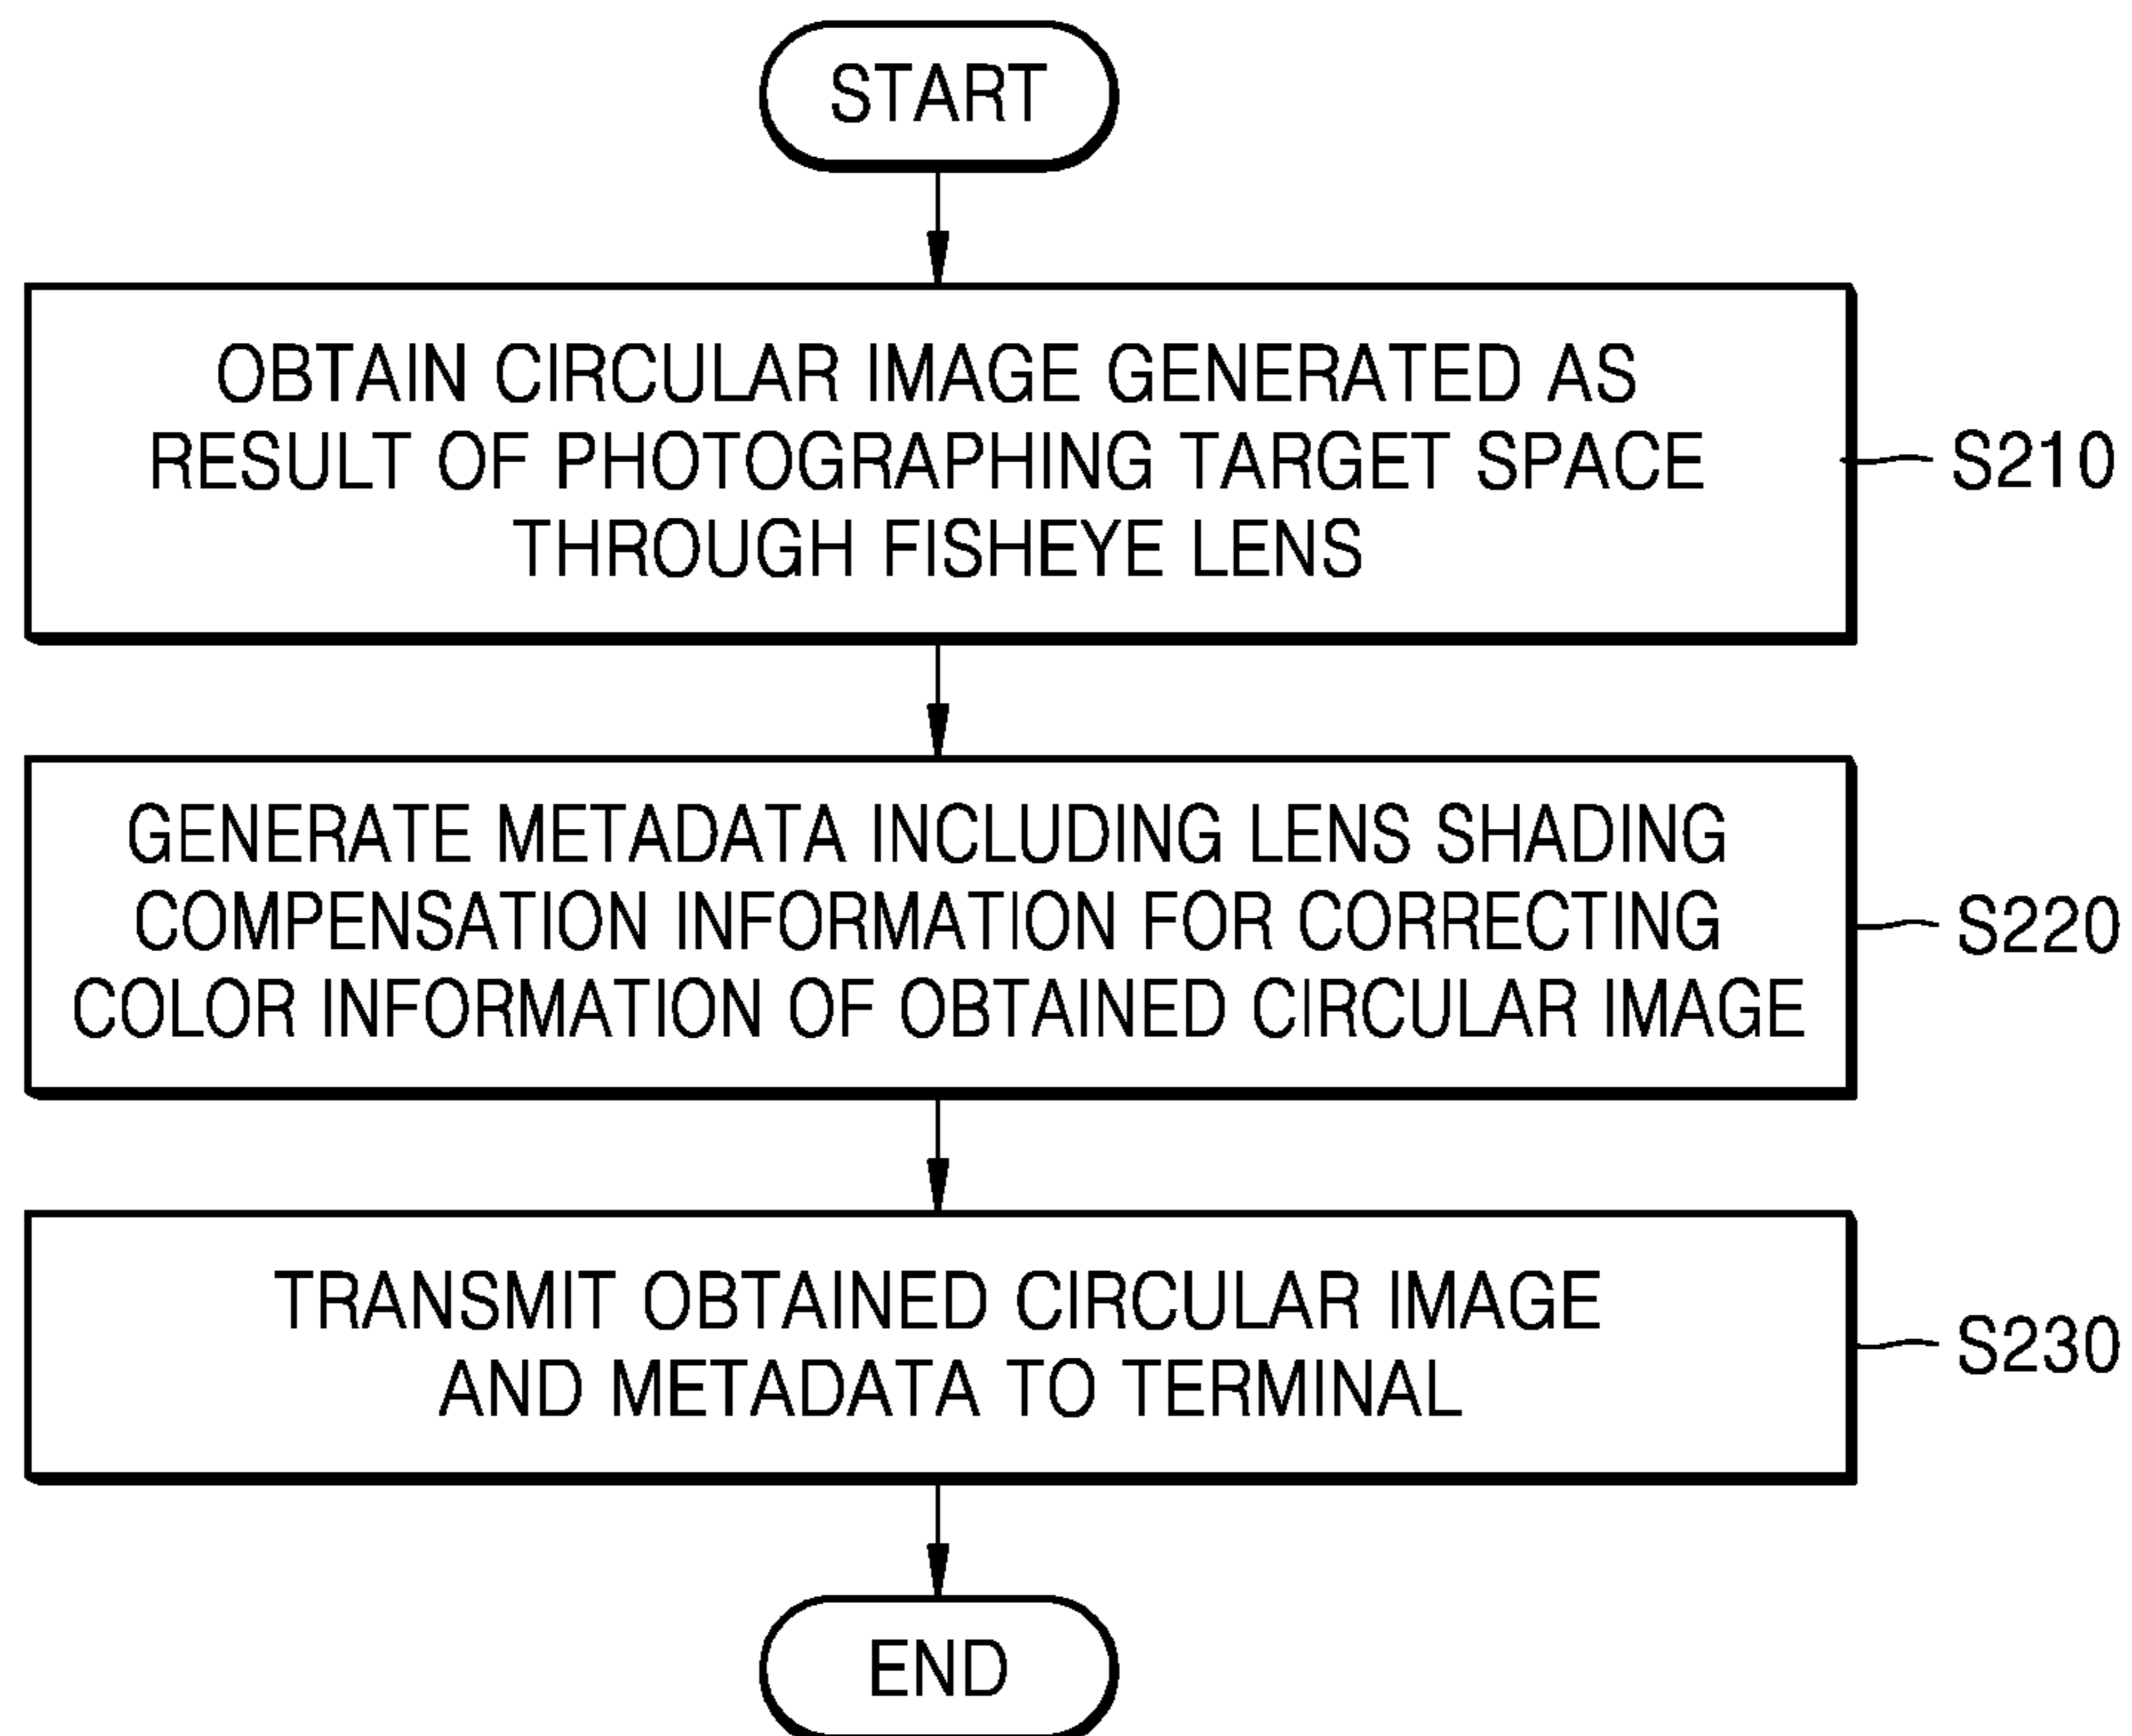 START
OBTAIN CIRCULAR IMAGE GENERATED AS
RESULT OF PHOTOGRAPHING TARGET SPACE
THROUGH FISHEYE LENS
S210
GENERATE METADATA INCLUDING LENS SHADING
COMPENSATION INFORMATION FOR CORRECTING
COLOR INFORMATION OF OBTAINED CIRCULAR IMAGE
S220
TRANSMIT OBTAINED CIRCULAR IMAGE
AND METADATA TO TERMINAL
S230
END